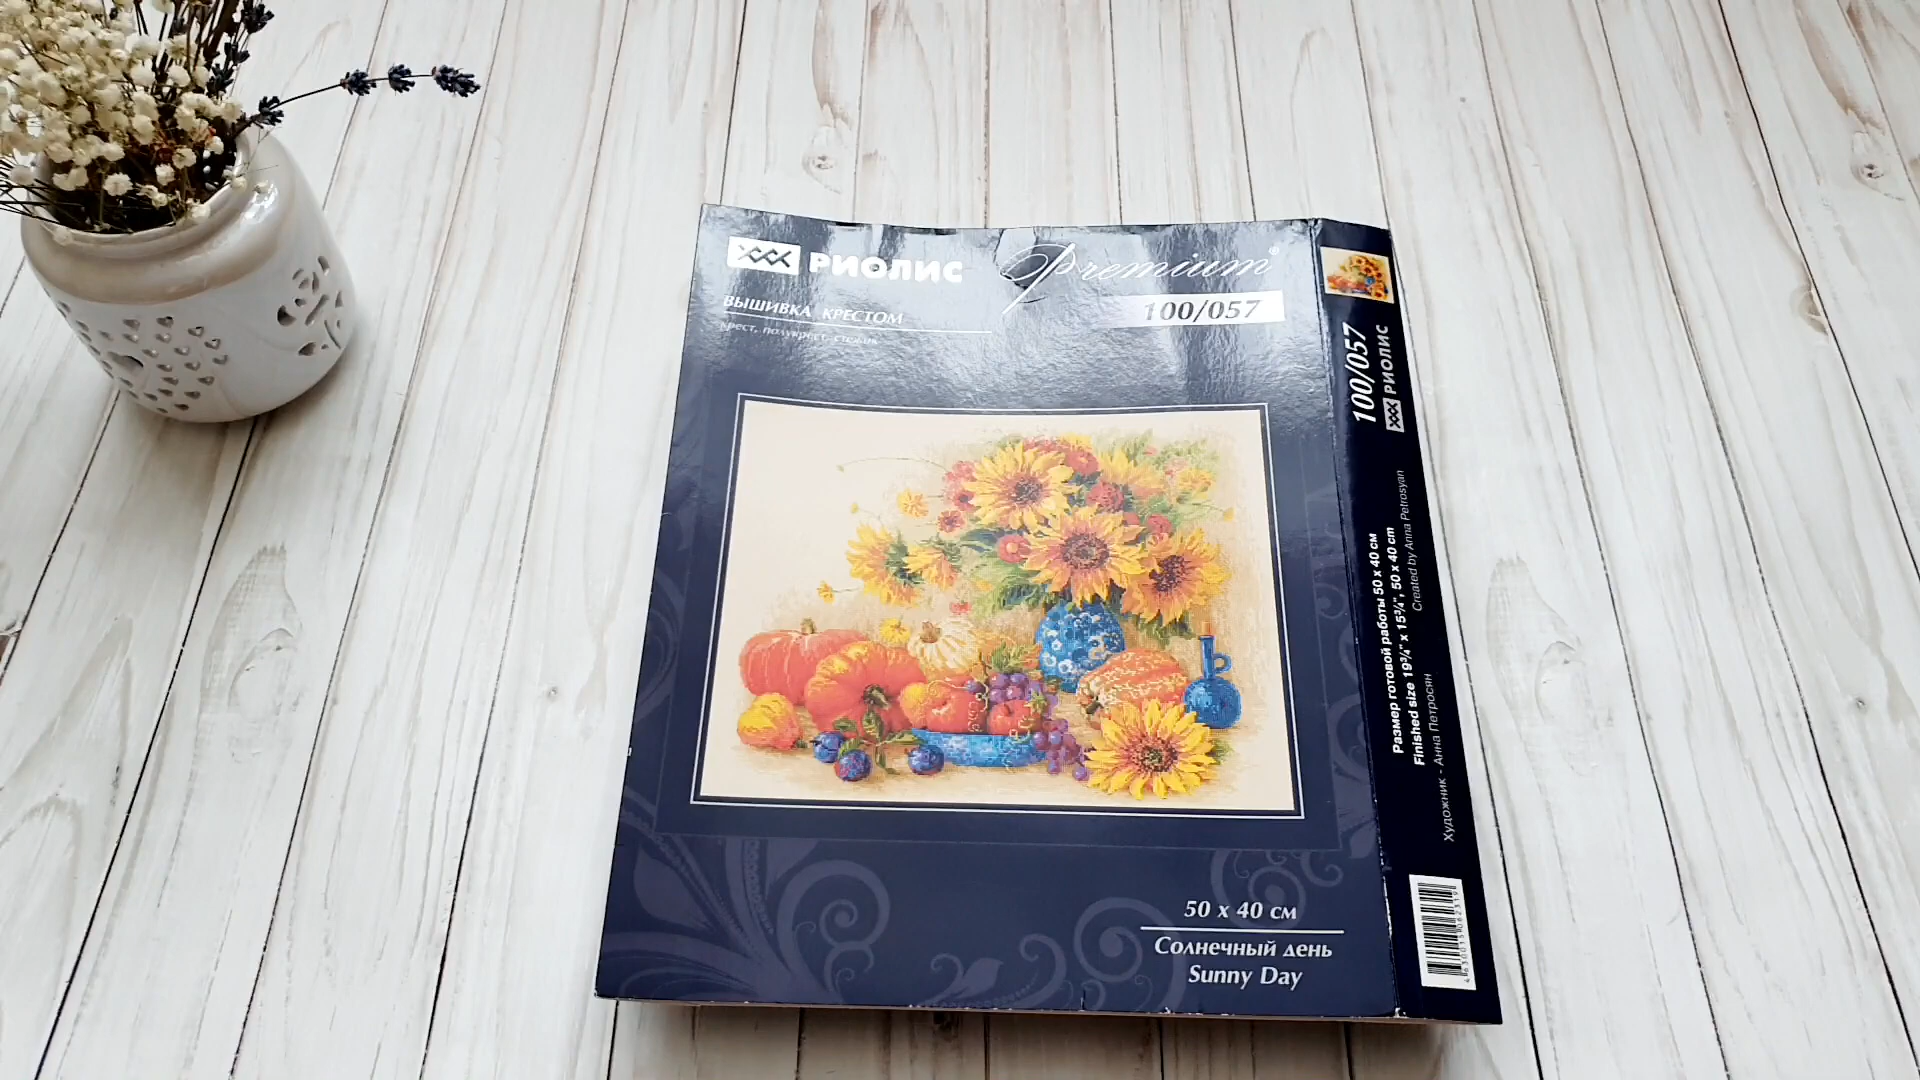 РИОЛИС
Premium®
ВЫШИВКА КРЕСТОМ
100/057
крест, полукрест, стежик
50 x 40 см
Солнечный день
Sunny Day
100/057
РИОЛИС
Размер готовой работы 50 x 40 см
Finished size 19¾" x 15¾", 50 x 40 cm
Художник - Анна Петросян
Created by Anna Petrosyan